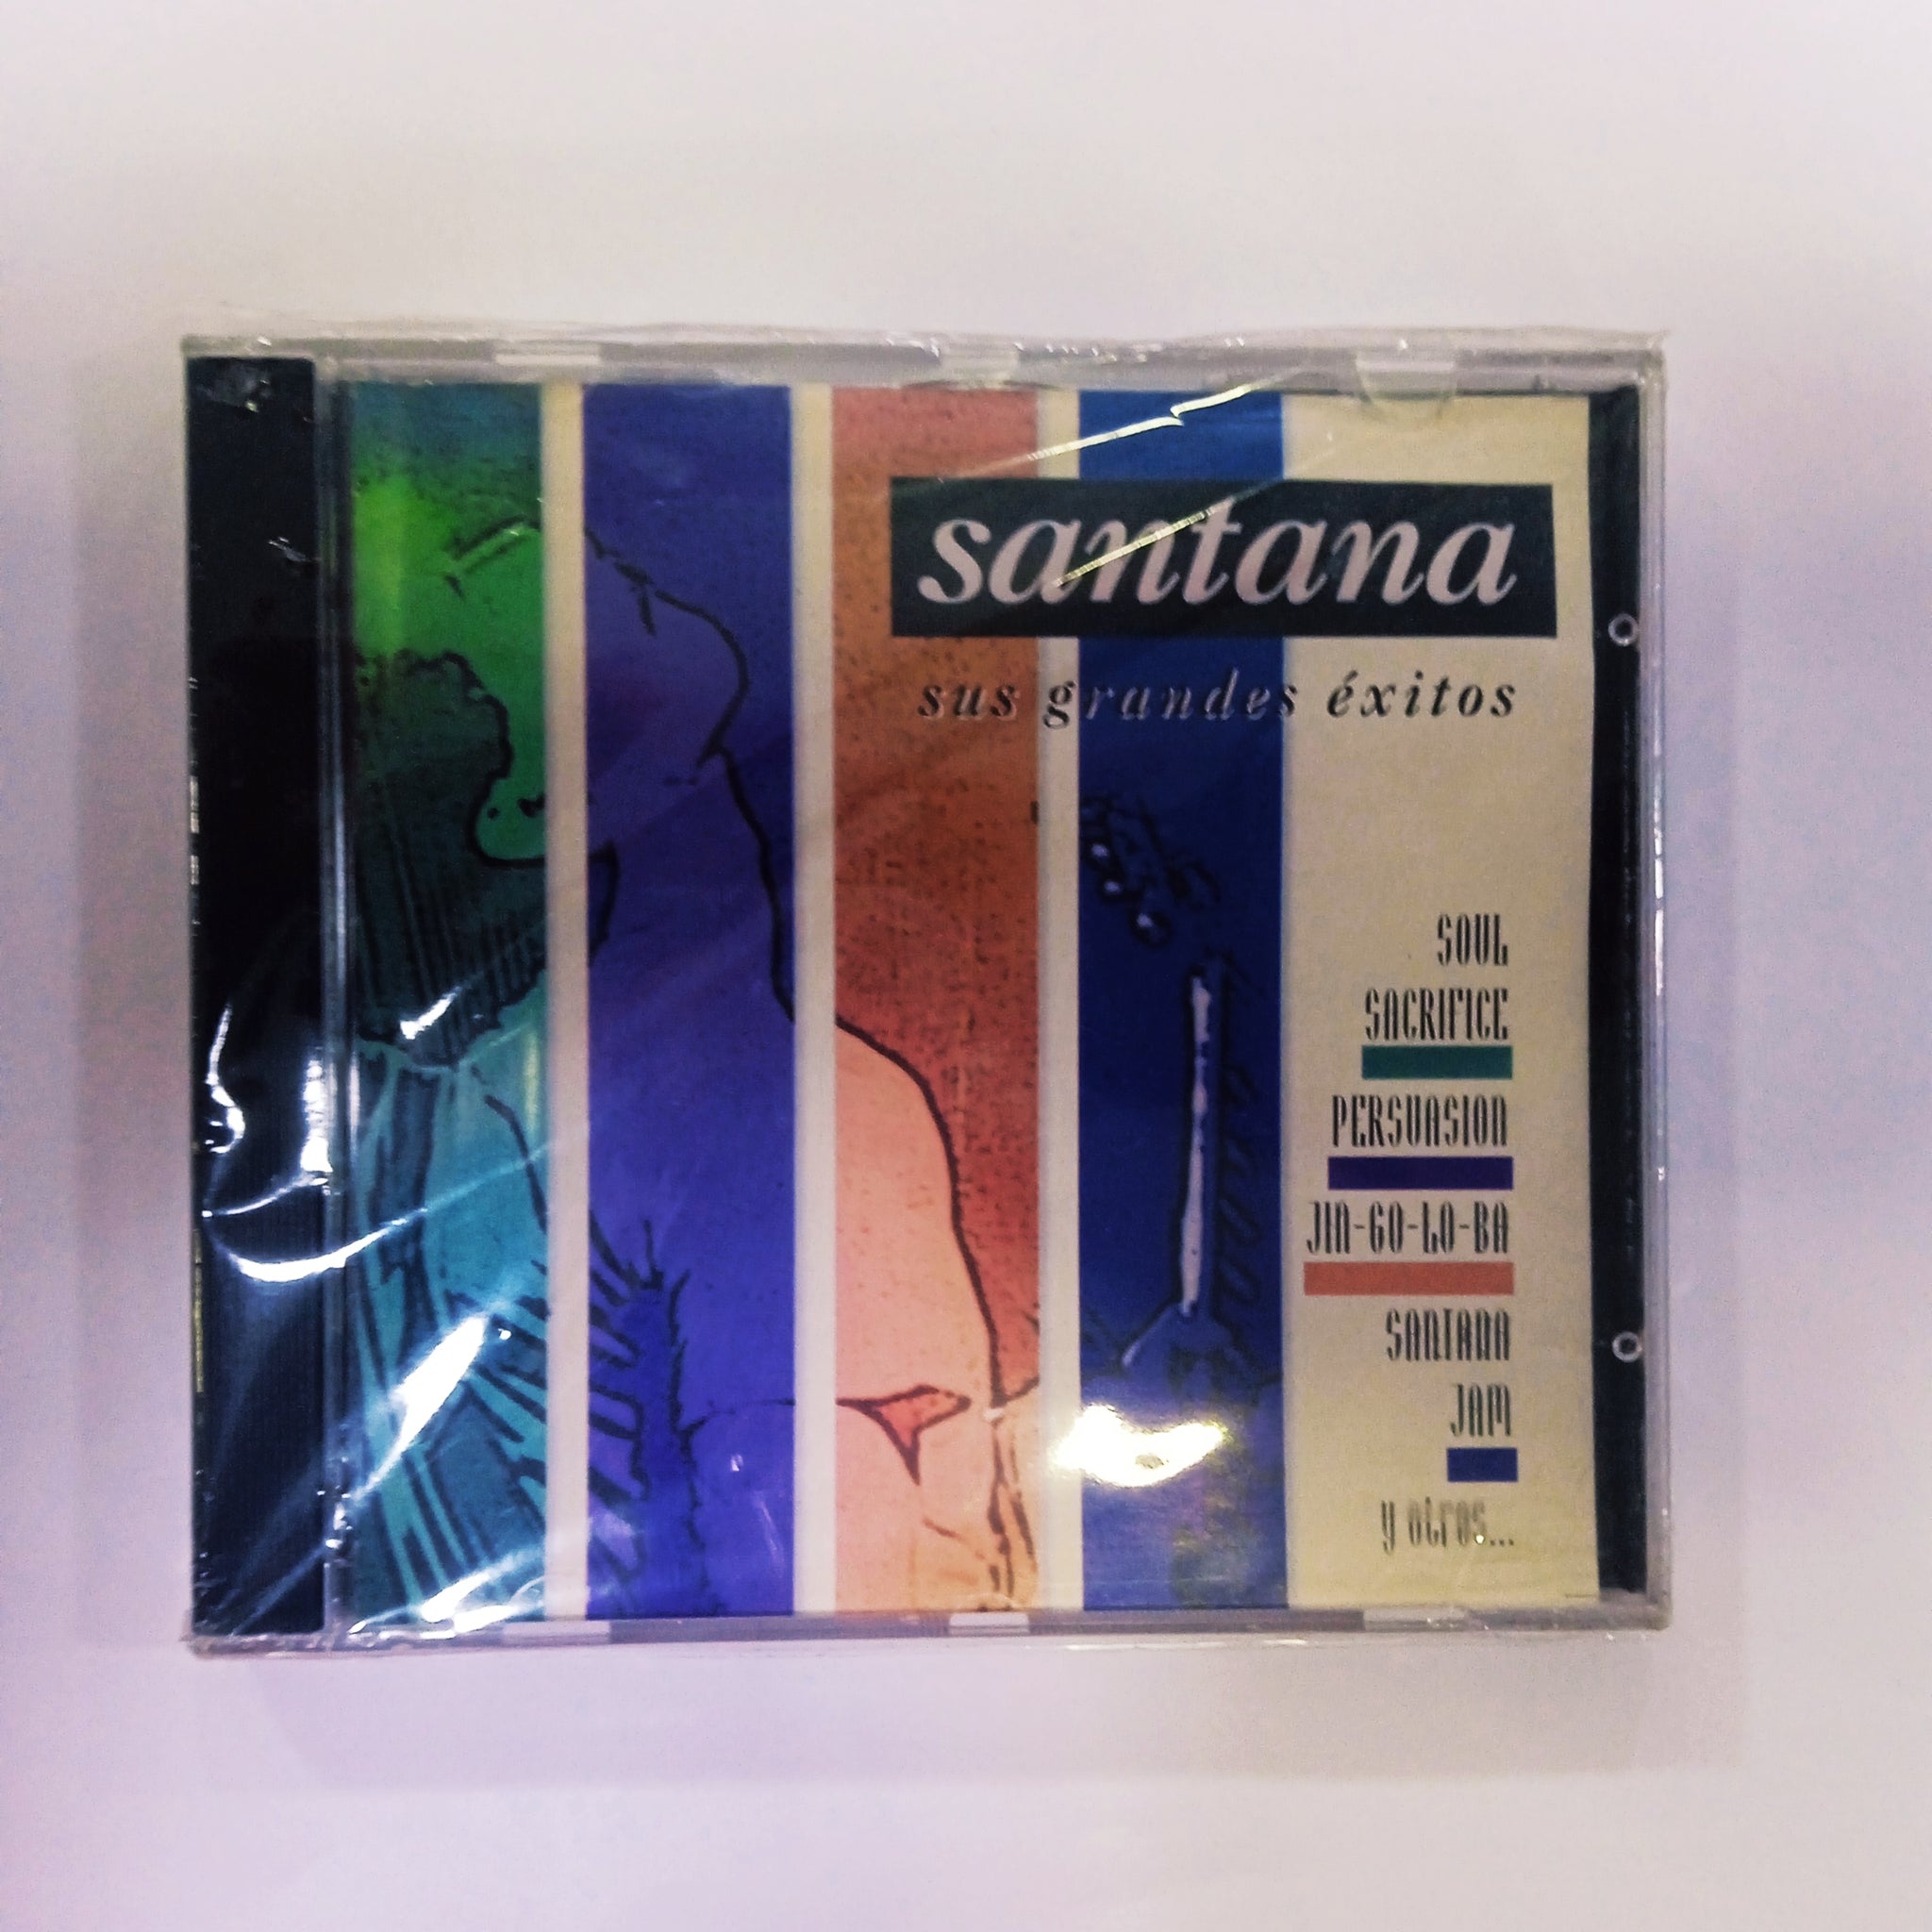 santana
sus grandes éxitos
SOUL
SACRIFICE
PERSUASION
JIN-GO-LO-BA
SANTANA
JAM
y otros...